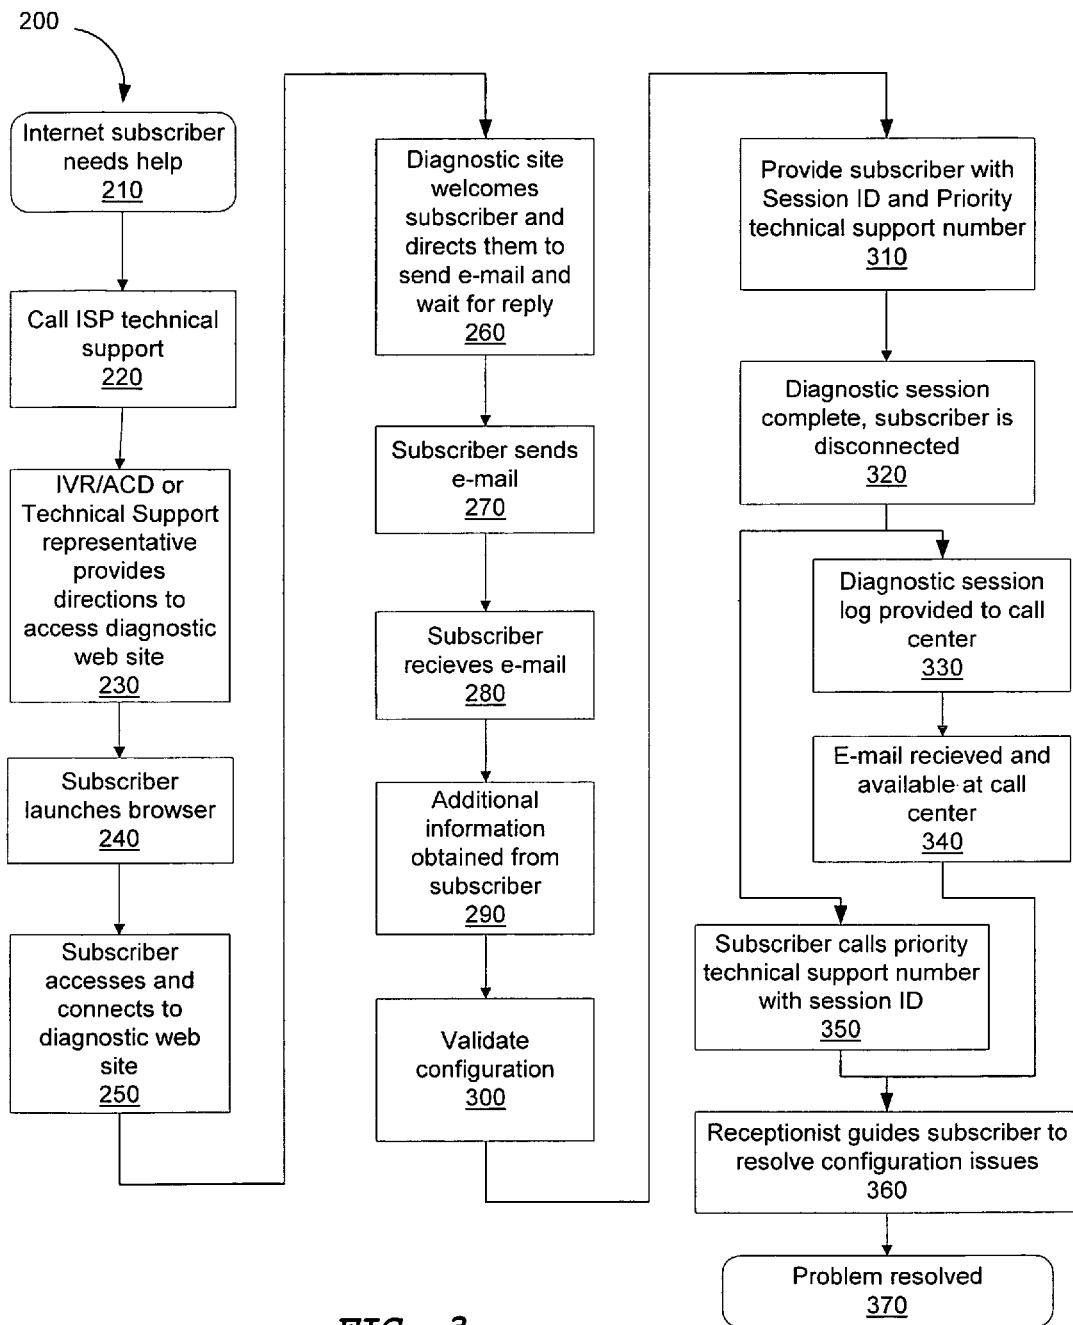 200
Internet subscriber
needs help
210
Call ISP technical
support
220
IVR/ACD or
Technical Support
representative
provides
directions to
access diagnostic
web site
230
Subscriber
launches browser
240
Subscriber
accesses and
connects to
diagnostic web
site
250
Diagnostic site
welcomes
subscriber and
directs them to
send e-mail and
wait for reply
260
Subscriber sends
e-mail
270
Subscriber
recieves e-mail
280
Additional
information
obtained from
subscriber
290
Validate
configuration
300
Provide subscriber with
Session ID and Priority
technical support number
310
Diagnostic session
complete, subscriber is
disconnected
320
Diagnostic session
log provided to call
center
330
E-mail recieved and
available at call
center
340
Subscriber calls priority
technical support number
with session ID
350
Receptionist guides subscriber to
resolve configuration issues
360
Problem resolved
370
FIG. 3